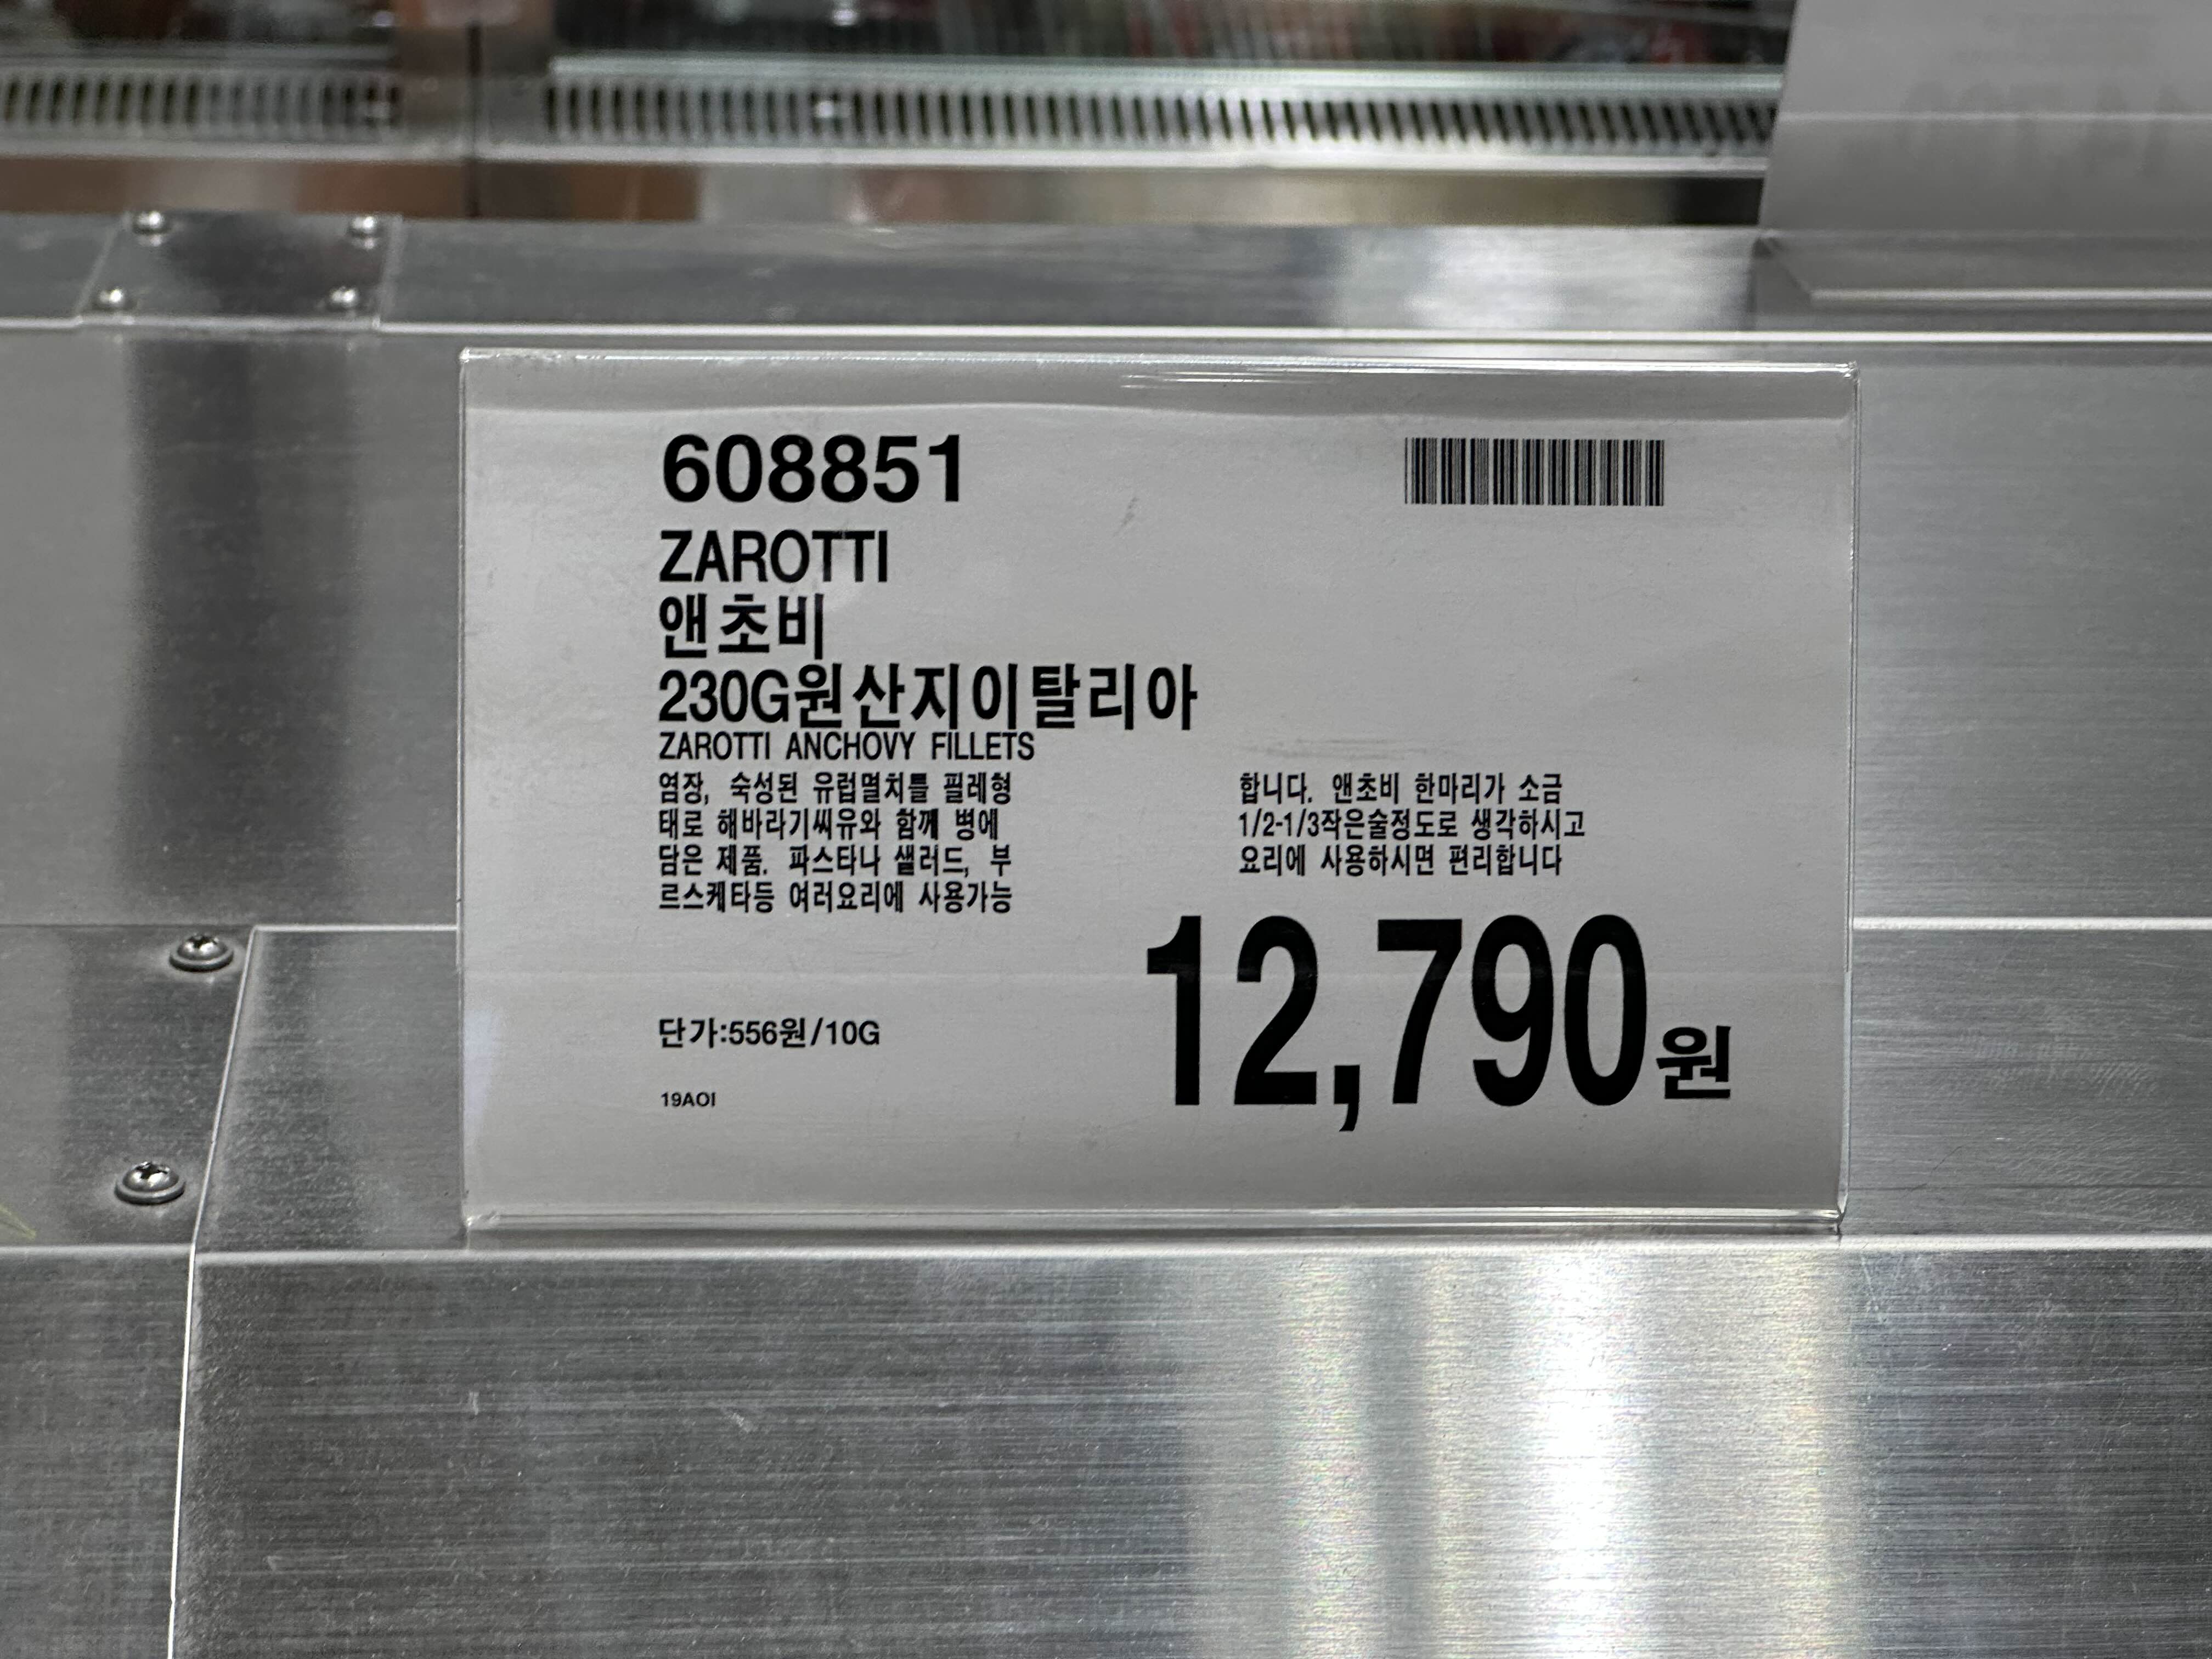 608851
ZAROTTI
앤초비
230G원산지이탈리아
ZAROTTI ANCHOVY FILLETS
염장, 숙성된 유럽멸치를 필레형
태로 해바라기씨유와 함께 병에
담은 제품. 파스타나 샐러드, 부
르스케타등 여러요리에 사용가능
합니다. 앤초비 한마리가 소금
1/2-1/3작은술정도로 생각하시고
요리에 사용하시면 편리합니다
12,790원
단가:556원/10G
19AOI